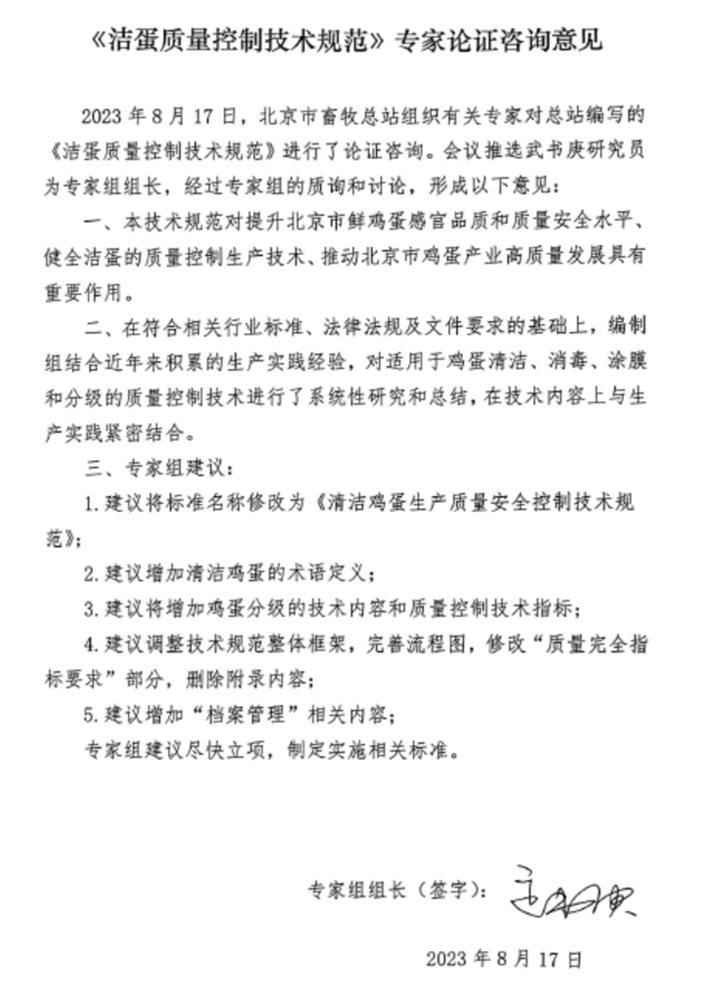 《洁蛋质量控制技术规范》专家论证咨询意见
2023 年 8 月 17 日，北京市畜牧总站组织有关专家对总站编写的
《洁蛋质量控制技术规范》进行了论证咨询。会议推选武书庚研究员
为专家组组长，经过专家组的质询和讨论，形成以下意见：
一、本技术规范对提升北京市鲜鸡蛋感官品质和质量安全水平、
健全洁蛋的质量控制生产技术、推动北京市鸡蛋产业高质量发展具有
重要作用。
二、在符合相关行业标准、法律法规及文件要求的基础上，编制
组结合近年来积累的生产实践经验，对适用于鸡蛋清洁、消毒、涂膜
和分级的质量控制技术进行了系统性研究和总结，在技术内容上与生
产实践紧密结合。
三、专家组建议：
1.建议将标准名称修改为《清洁鸡蛋生产质量安全控制技术规
范》；
2.建议增加清洁鸡蛋的术语定义；
3.建议将增加鸡蛋分级的技术内容和质量控制技术指标；
4.建议调整技术规范整体框架，完善流程图，修改“质量完全指
标要求”部分，删除附录内容；
5.建议增加“档案管理”相关内容；
专家组建议尽快立项，制定实施相关标准。
专家组组长（签字）：
2023 年 8 月 17 日